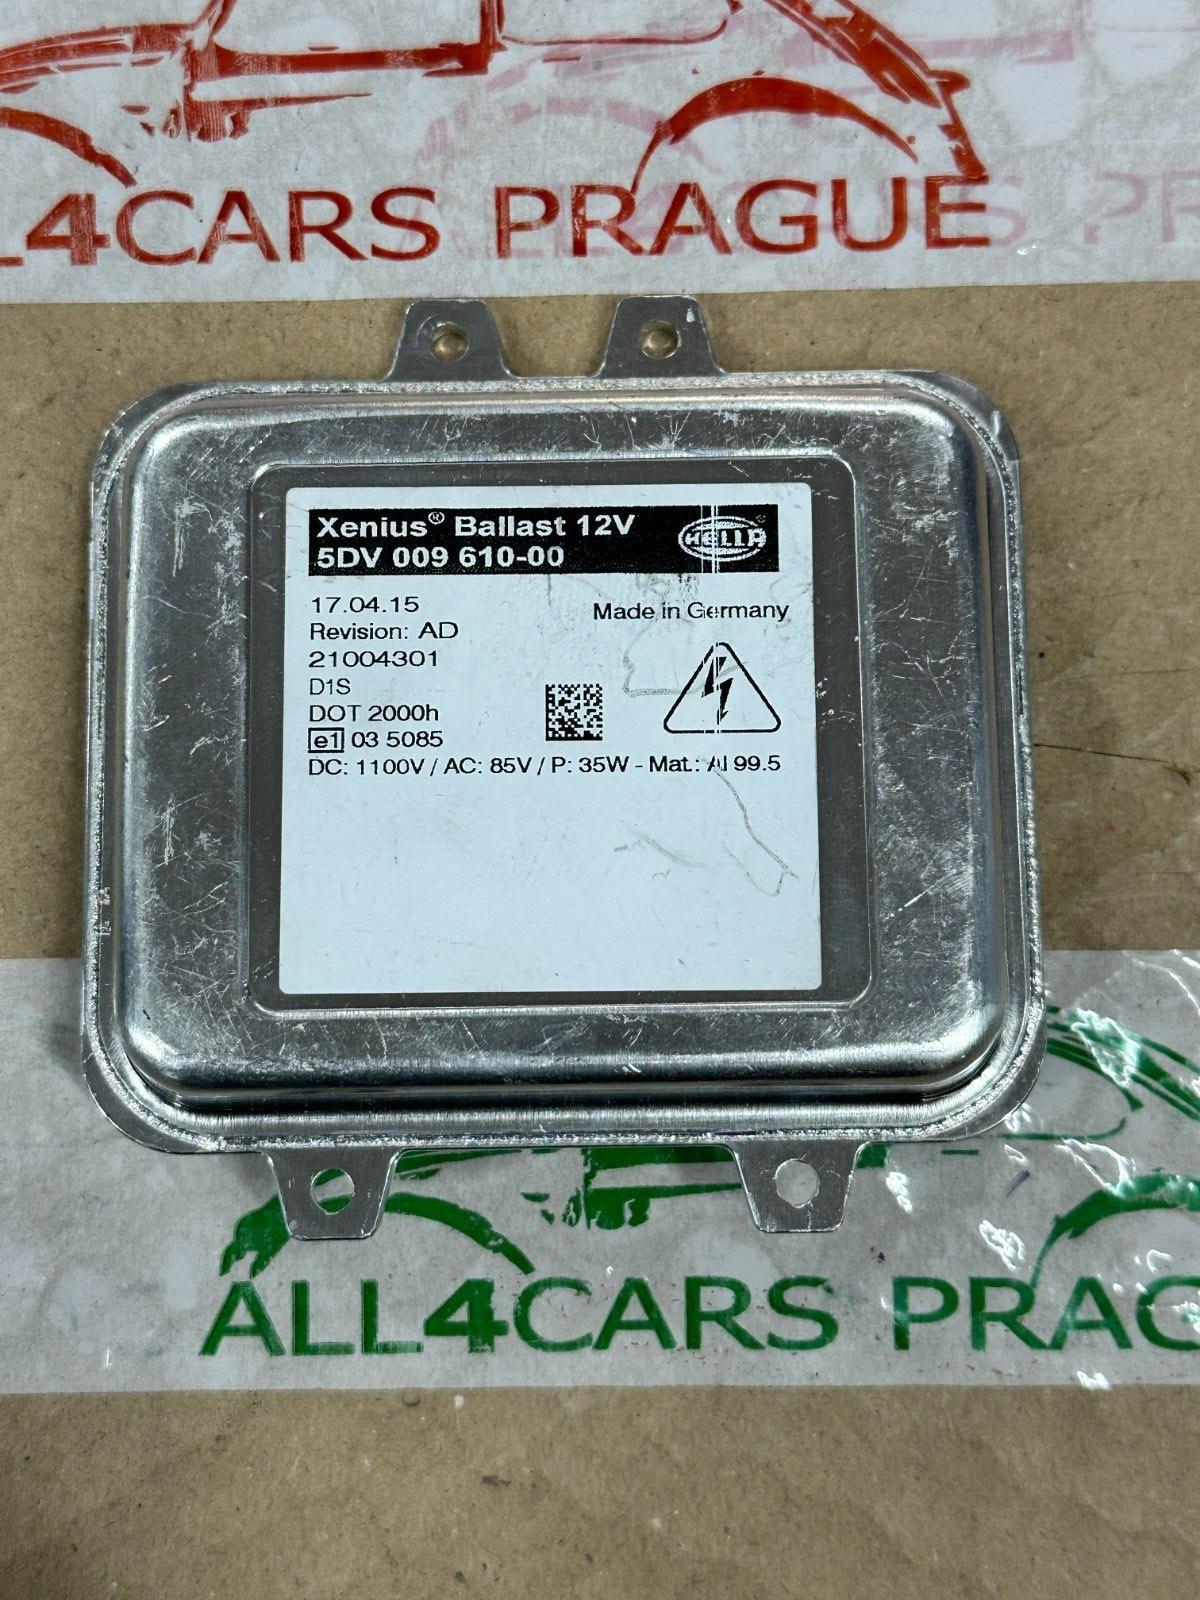 ALL4CARS PRAGUE
Xenius® Ballast 12V
5DV 009 610-00
HELLA
17.04.15
Made in Germany
Revision: AD
21004301
D1S
DOT 2000h
e1 03 5085
DC: 1100V / AC: 85V / P: 35W - Mat.: Al 99.5
ALL4CARS PRAG